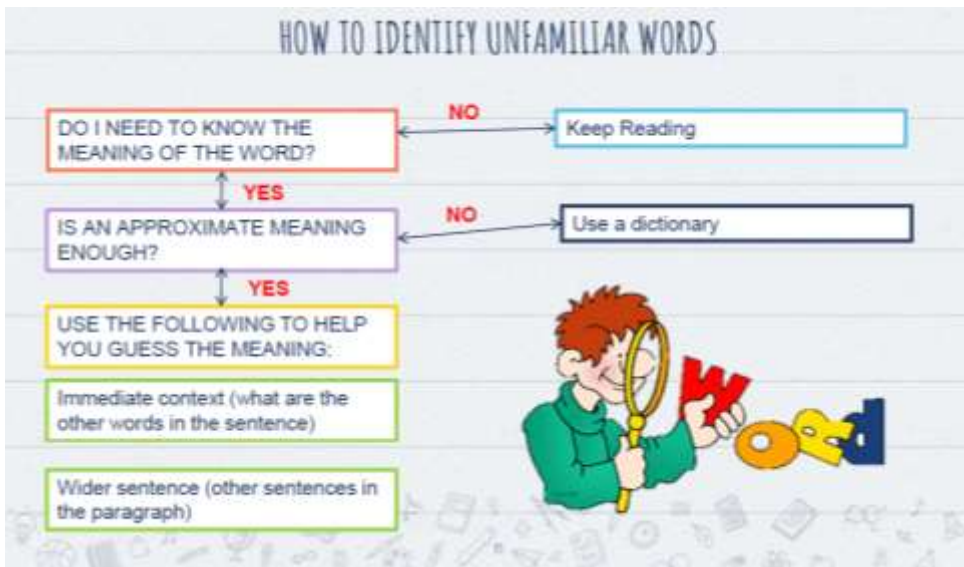 HOW TO IDENTIFY UNFAMILIAR WORDS
DO I NEED TO KNOW THE
MEANING OF THE WORD?
NO
Keep Reading
YES
IS AN APPROXIMATE MEANING
ENOUGH?
NO
Use a dictionary
YES
USE THE FOLLOWING TO HELP
YOU GUESS THE MEANING:
Immediate context (what are the
other words in the sentence)
Wider sentence (other sentences in
the paragraph)
W O R d